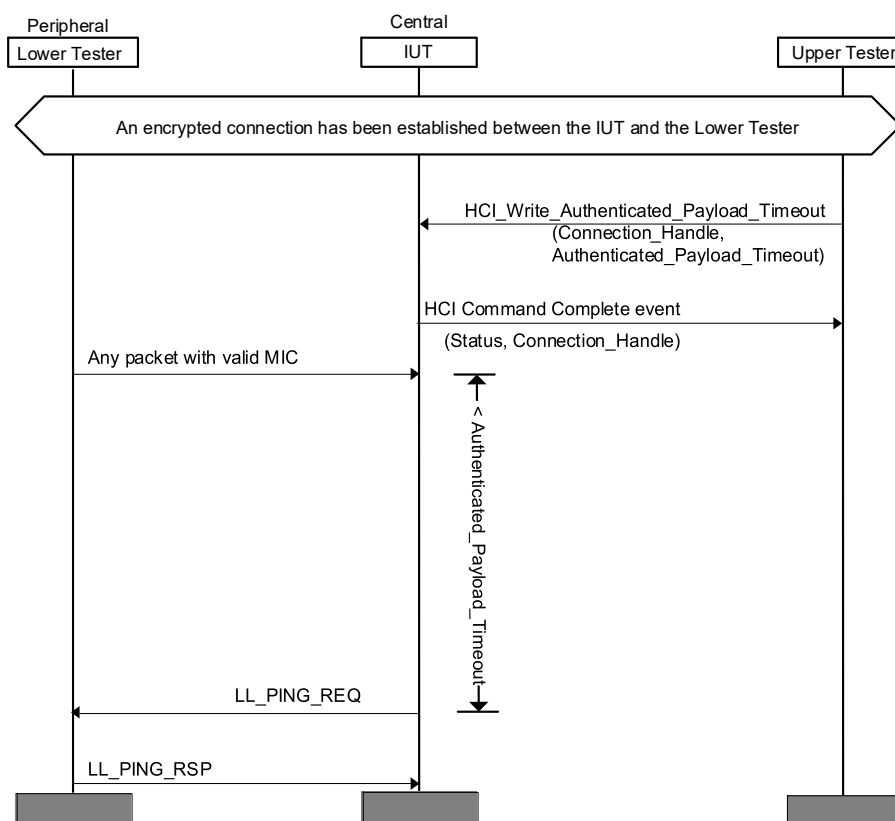 Peripheral
Central
Lower Tester
IUT
Upper Tester
An encrypted connection has been established between the IUT and the Lower Tester
HCI_Write_Authenticated_Payload_Timeout
(Connection_Handle,
Authenticated_Payload_Timeout)
HCI Command Complete event
(Status, Connection_Handle)
Any packet with valid MIC
< Authenticated_Payload_Timeout
LL_PING_REQ
LL_PING_RSP